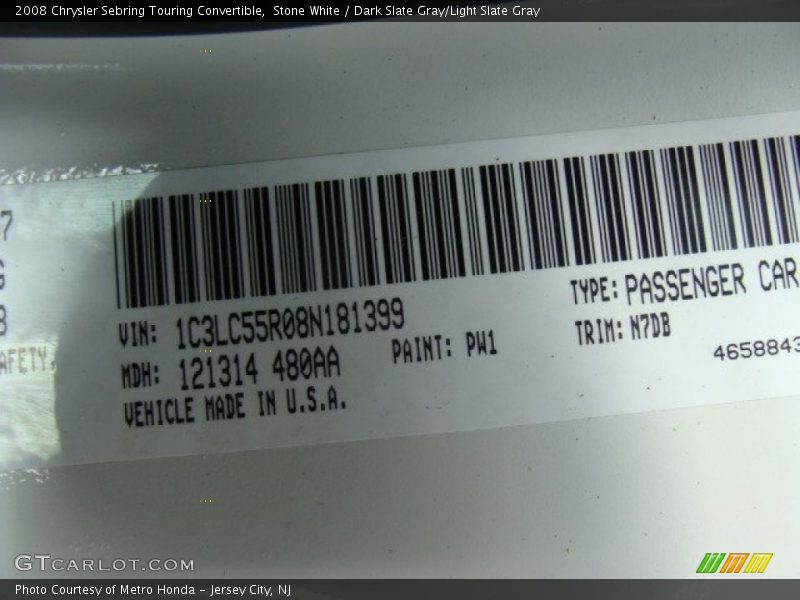 2008 Chrysler Sebring Touring Convertible, Stone White / Dark Slate Gray/Light Slate Gray
7
AFETY.
VIN: 1C3LC55R08N181399
TYPE: PASSENGER CAR
MDH: 121314 480AA
PAINT: PW1
TRIM: N7DB
VEHICLE MADE IN U.S.A.
4658843
GTCARLOT.COM
Photo Courtesy of Metro Honda - Jersey City, NJ